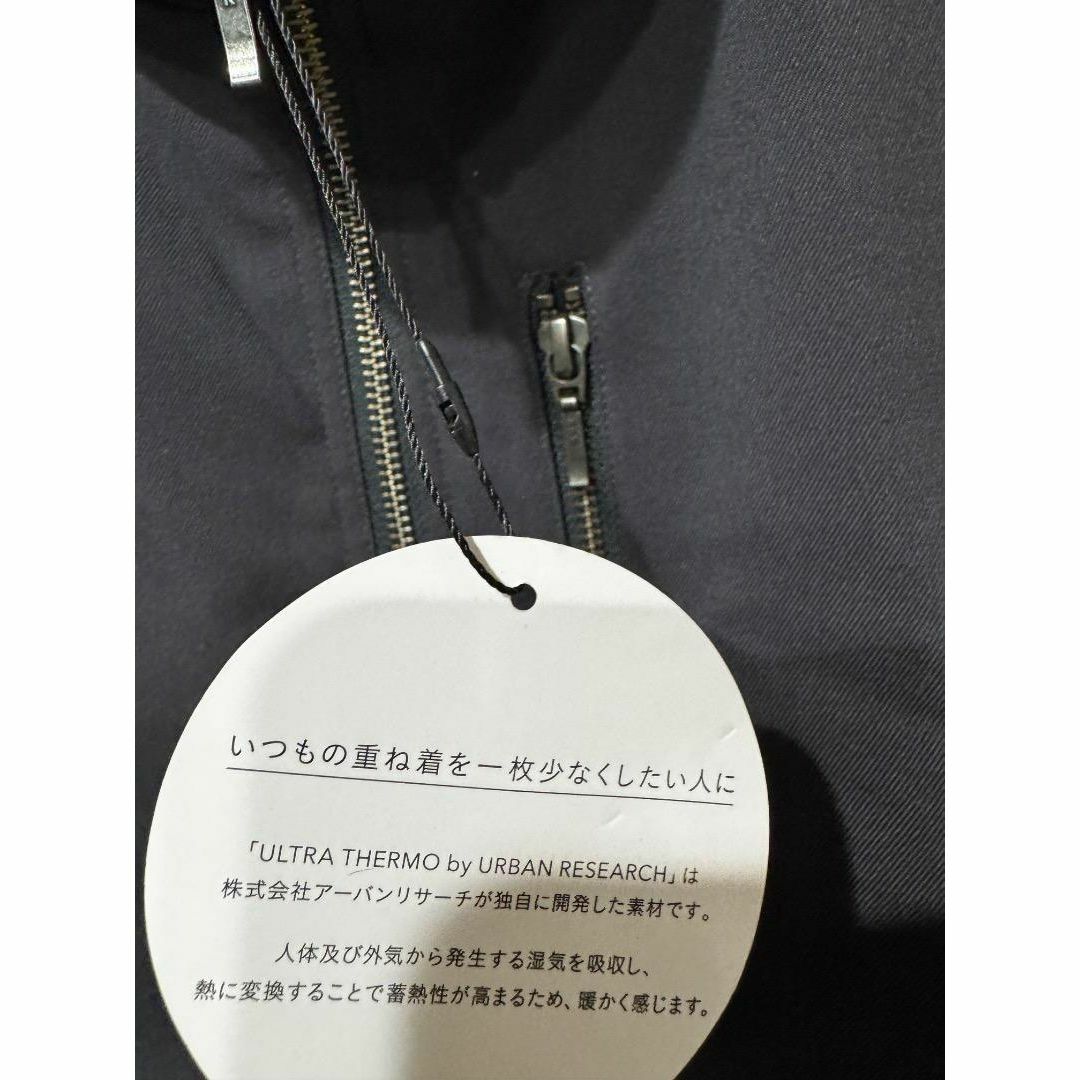 いつもの重ね着を一枚少なくしたい人に
「ULTRA THERMO by URBAN RESEARCH」は
株式会社アーバンリサーチが独自に開発した素材です。
人体及び外気から発生する湿気を吸収し、
熱に変換することで蓄熱性が高まるため、暖かく感じます。